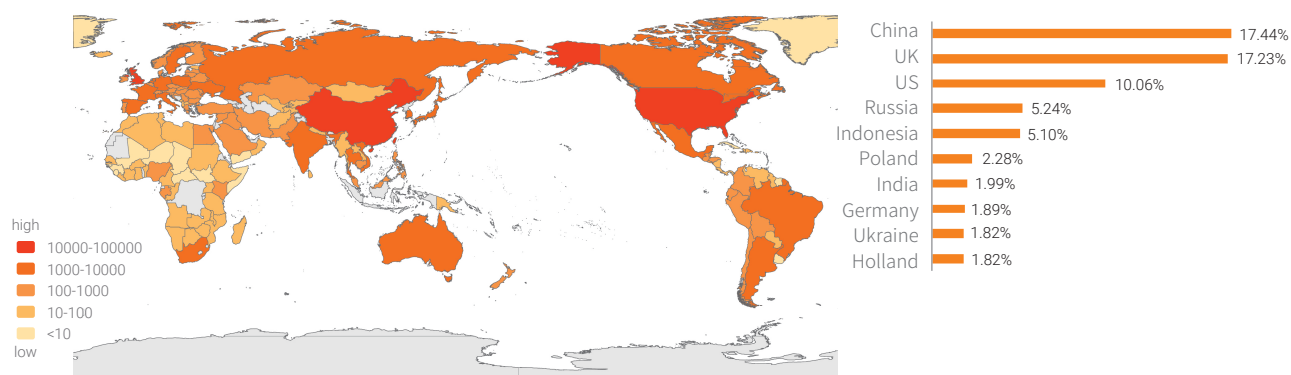 high
10000-100000
1000-10000
100-1000
10-100
<10
low
China 17.44%
UK 17.23%
US 10.06%
Russia 5.24%
Indonesia 5.10%
Poland 2.28%
India 1.99%
Germany 1.89%
Ukraine 1.82%
Holland 1.82%